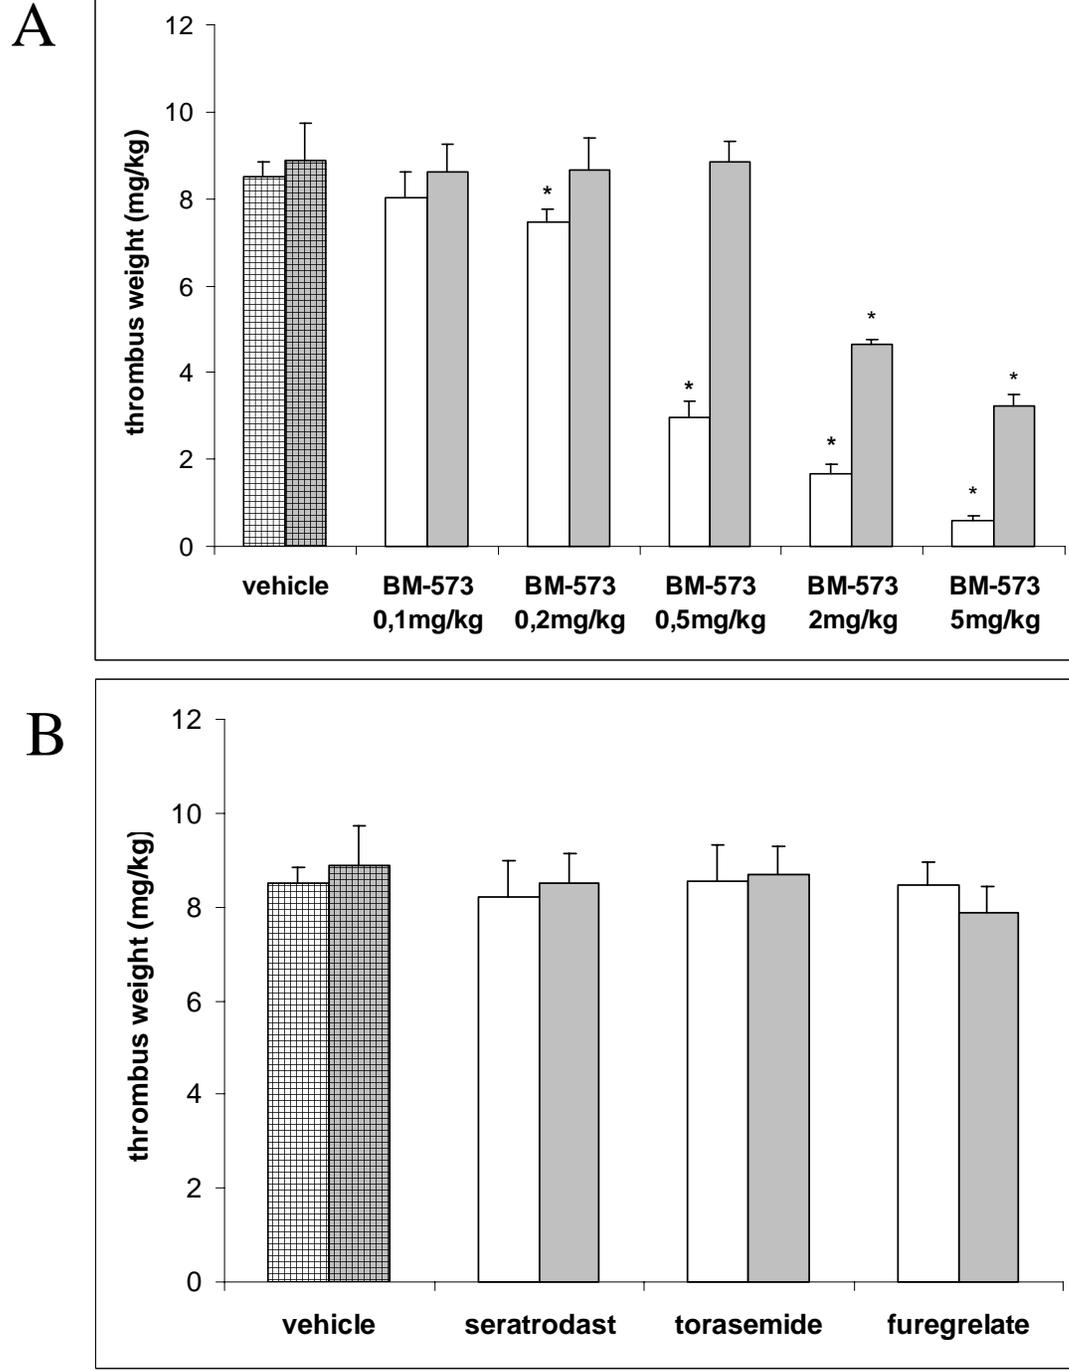 A
12
10
8
6
4
2
0
thrombus weight (mg/kg)
*
*
*
*
*
*
vehicle BM-573 BM-573 BM-573 BM-573 BM-573
0,1mg/kg 0,2mg/kg 0,5mg/kg 2mg/kg 5mg/kg
B
12
10
8
6
4
2
0
thrombus weight (mg/kg)
vehicle seratrodast torasemide furegrelate